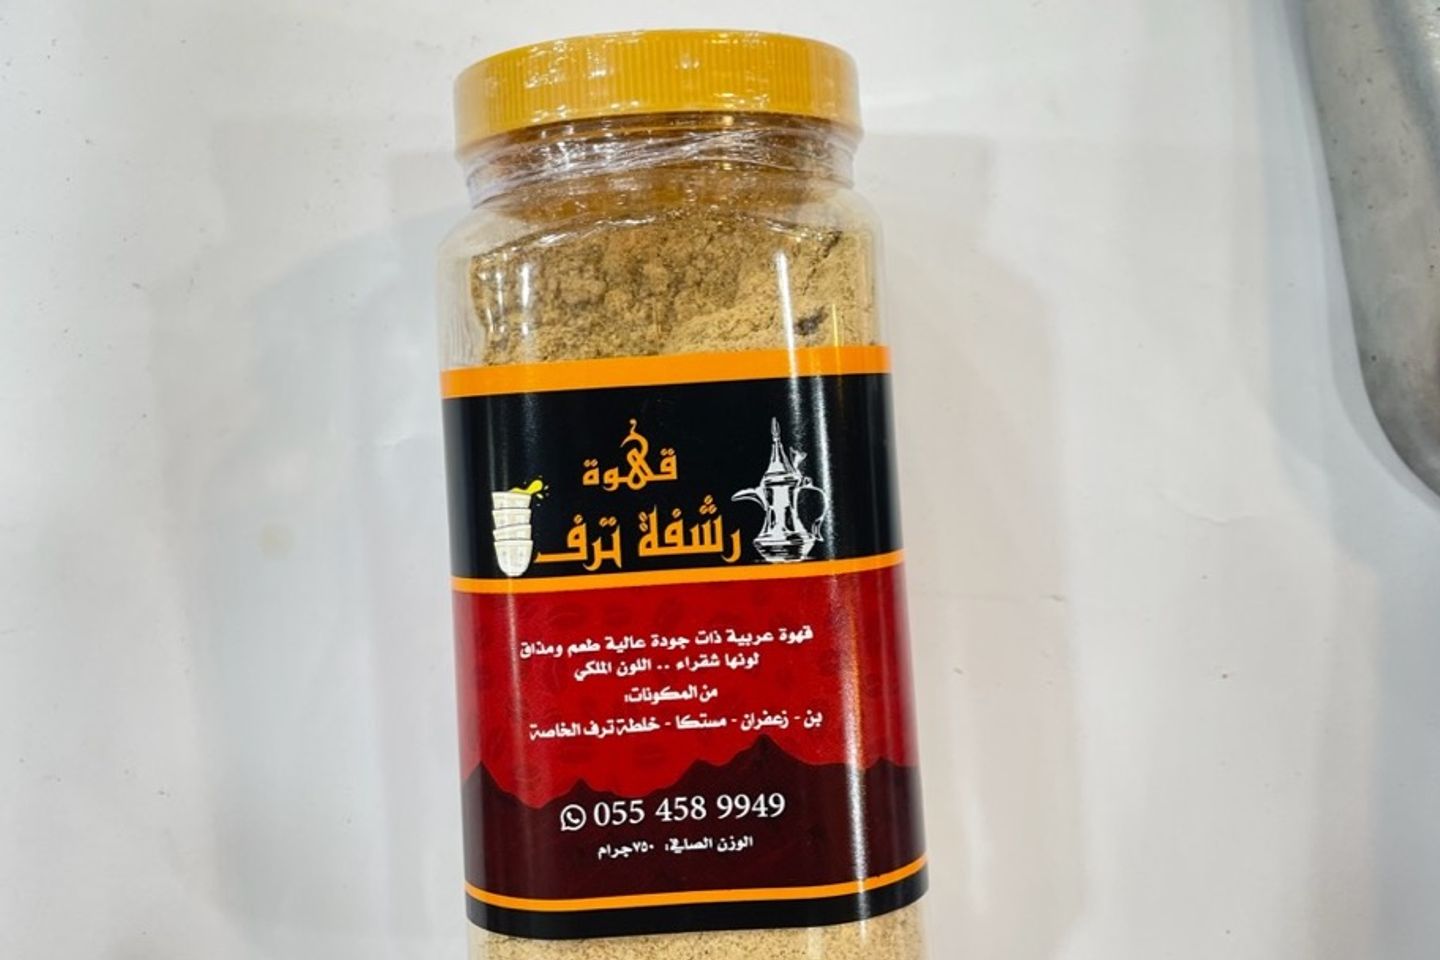 قهوة
رشفة ترف
قهوة عربية ذات جودة عالية طعم ومذاق
لونها شقراء .. اللون الملكي
من المكونات:
بن - زعفران - مستكا - خلطة ترف الخاصة
055 458 9949
الوزن الصافي: ٧٥٠جرام